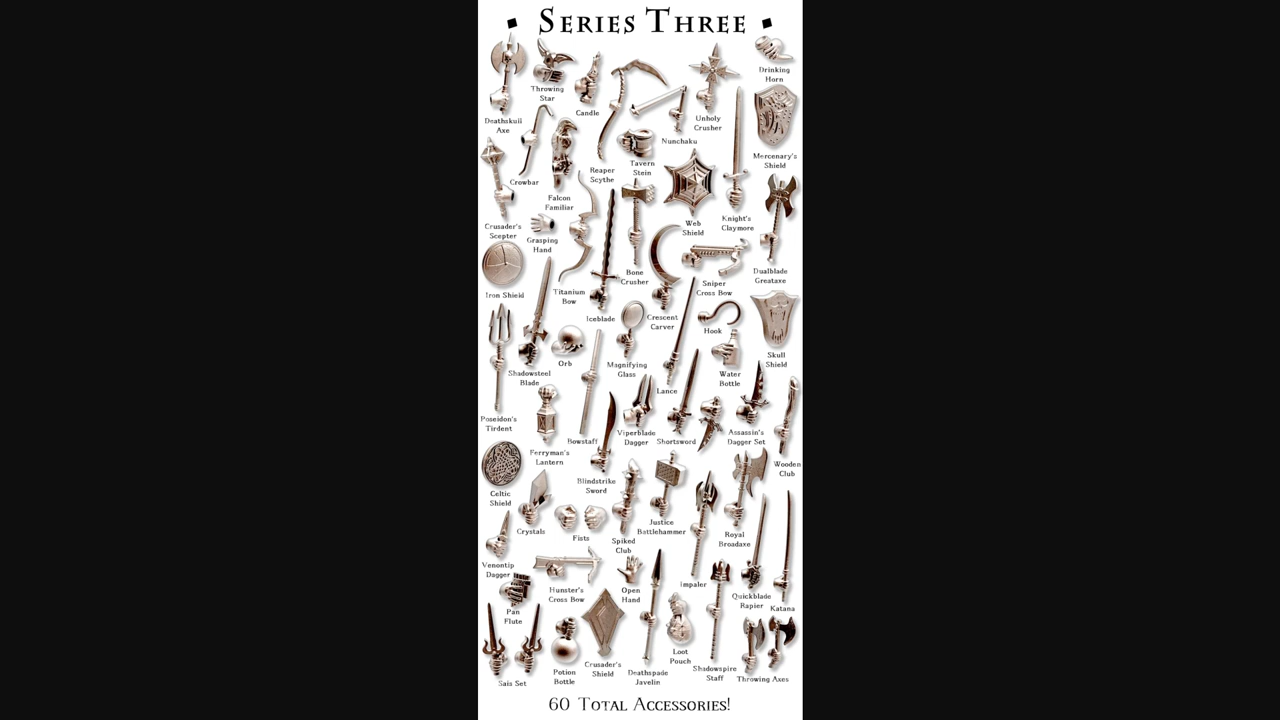 SERIES THREE
Drinking
Horn
Throwing
Star
Candle
Deathskull
Axe
Unholy
Crusher
Nunchaku
Mercenary's
Shield
Tavern
Stein
Reaper
Scythe
Crowbar
Falcon
Familiar
Crusader's
Scepter
Web
Shield
Knight's
Claymore
Grasping
Hand
Bone
Crusher
Dualblade
Greataxe
Sniper
Cross Bow
Iron Shield
Titanium
Bow
Iceblade
Crescent
Carver
Hook
Skull
Shield
Orb
Magnifying
Glass
Shadowsteel
Blade
Water
Bottle
Lance
Poseidon's
Tirdent
Bowstaff
Viperblade
Dagger
Shortsword
Assassin's
Dagger Set
Ferryman's
Lantern
Wooden
Club
Blindstrike
Sword
Celtic
Shield
Crystals
Fists
Spiked
Club
Justice
Battlehammer
Royal
Broadaxe
Venontip
Dagger
Hunster's
Cross Bow
Open
Hand
Impaler
Quickblade
Rapier
Katana
Pan
Flute
Crusader's
Shield
Loot
Pouch
Potion
Bottle
Deathspade
Javelin
Shadowspire
Staff
Throwing Axes
Sais Set
60 TOTAL ACCESSORIES!